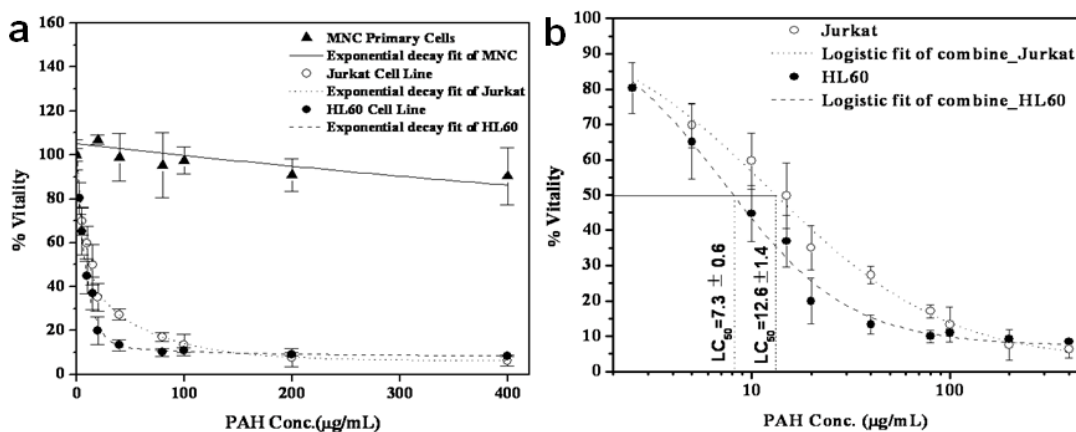 a
160
140
120
100
80
60
40
20
0
% Vitality
MNC Primary Cells
Exponential decay fit of MNC
Jurkat Cell Line
Exponential decay fit of Jurkat
HL60 Cell Line
Exponential decay fit of HL60
0 100 200 300 400
PAH Conc.(μg/mL)
b
100
90
80
70
60
50
40
30
20
10
0
% Vitality
Jurkat
Logistic fit of combine_Jurkat
HL60
Logistic fit of combine_HL60
LC50=7.3 ± 0.6
LC50=12.6 ± 1.4
10 100
PAH Conc. (μg/mL)